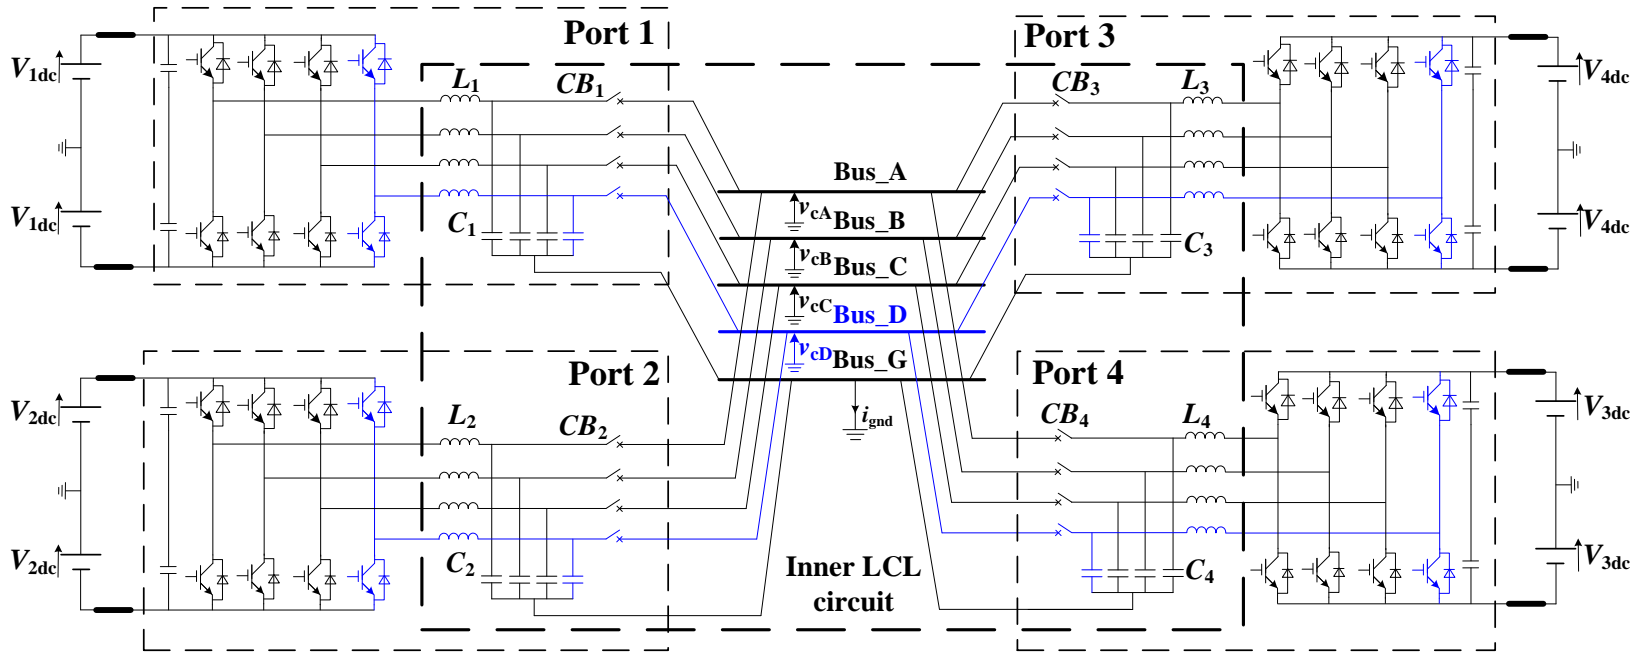 Port 1
V1dc
V1dc
L1
CB1
C1
Port 3
CB3
L3
C3
V4dc
V4dc
Bus_A
vcA
Bus_B
vcB
Bus_C
vcC
Bus_D
vcD
Bus_G
ignd
Port 2
V2dc
V2dc
L2
CB2
C2
Port 4
CB4
L4
C4
V3dc
V3dc
Inner LCL
circuit